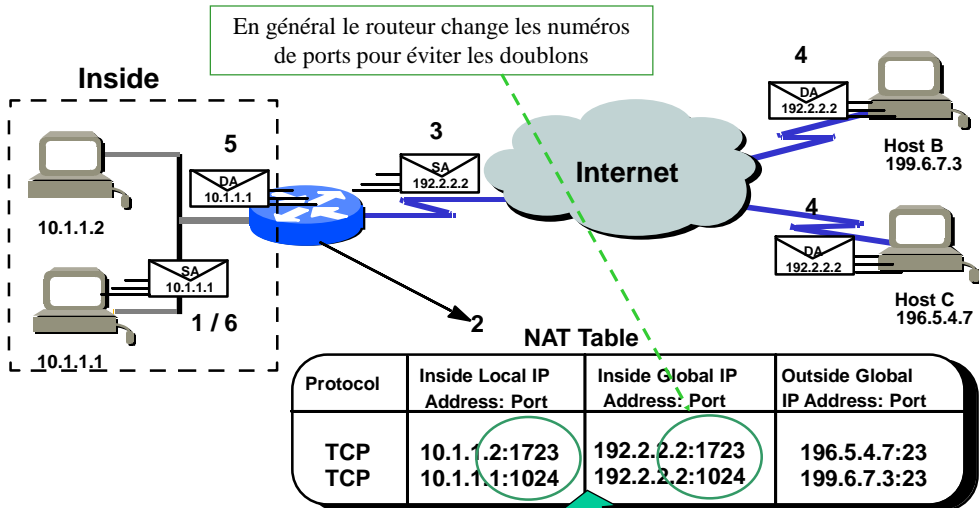 En général le routeur change les numéros
de ports pour éviter les doublons
Inside
4
DA
192.2.2.2
Host B
199.6.7.3
5
3
DA
10.1.1.1
SA
192.2.2.2
Internet
10.1.1.2
4
DA
192.2.2.2
Host C
196.5.4.7
SA
10.1.1.1
1 / 6
10.1.1.1
2
NAT Table
Protocol
Inside Local IP
Address: Port
Inside Global IP
Address: Port
Outside Global
IP Address: Port
TCP 10.1.1.2:1723 192.2.2.2:1723 196.5.4.7:23
TCP 10.1.1.1:1024 192.2.2.2:1024 199.6.7.3:23